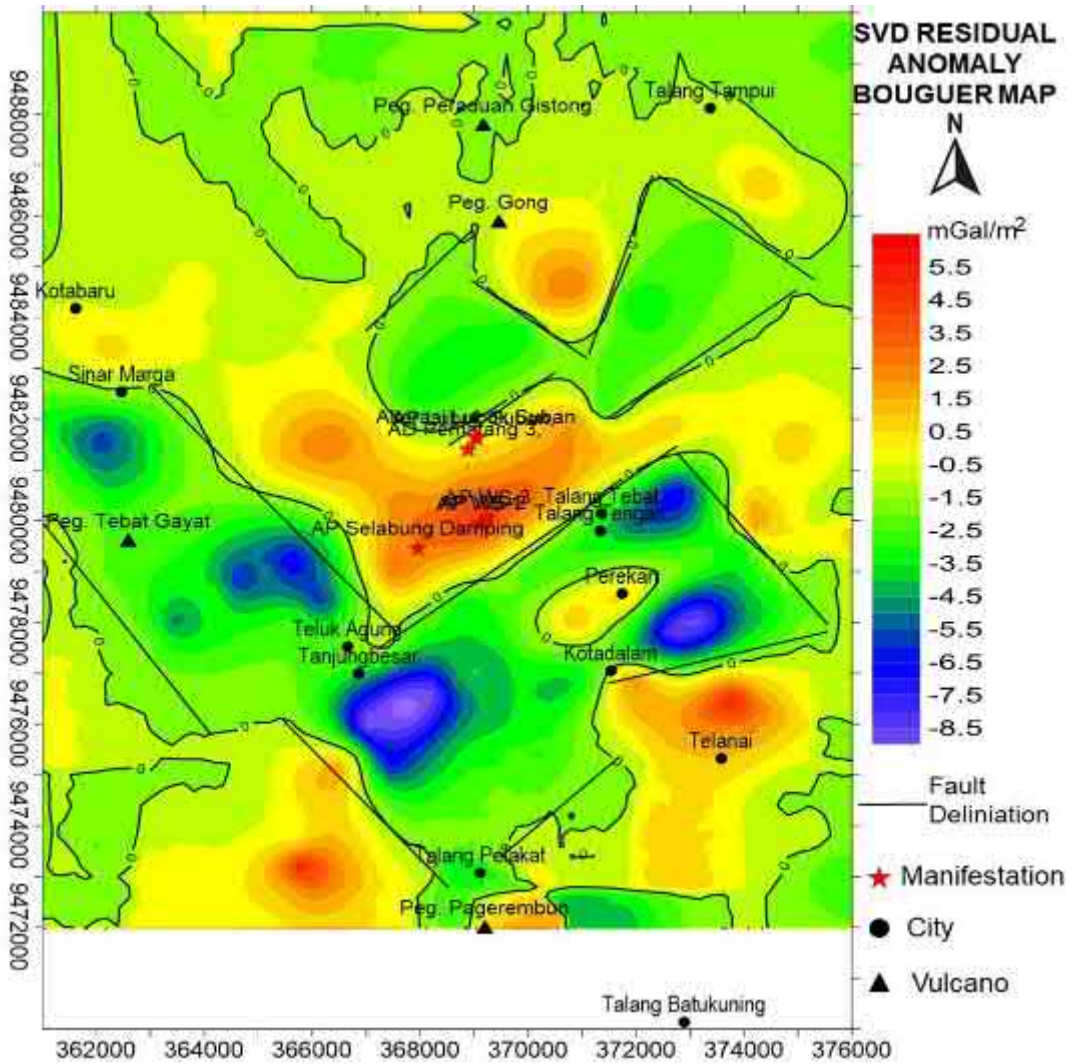 SVD RESIDUAL
ANOMALY
BOUGUER MAP
N
mGal/m²
5.5
4.5
3.5
2.5
1.5
0.5
-0.5
-1.5
-2.5
-3.5
-4.5
-5.5
-6.5
-7.5
-8.5
Fault
Deliniation
Manifestation
City
Vulcano
Talang Tampui
Peg. Peraduan Gistong
Peg. Gong
Kotabaru
Sinar Marga
Suban
3,
Talang Tebat
Talang
Peg. Tebat Gayat
AP Selabung Damping
Perekan
Teluk Agung
Tanjungbesar
Kotadalam
Telanai
Talang Pelakat
Peg. Pagerembun
Talang Batukuning
9488000
9486000
9484000
9482000
9480000
9478000
9476000
9474000
9472000
362000 364000 366000 368000 370000 372000 374000 376000